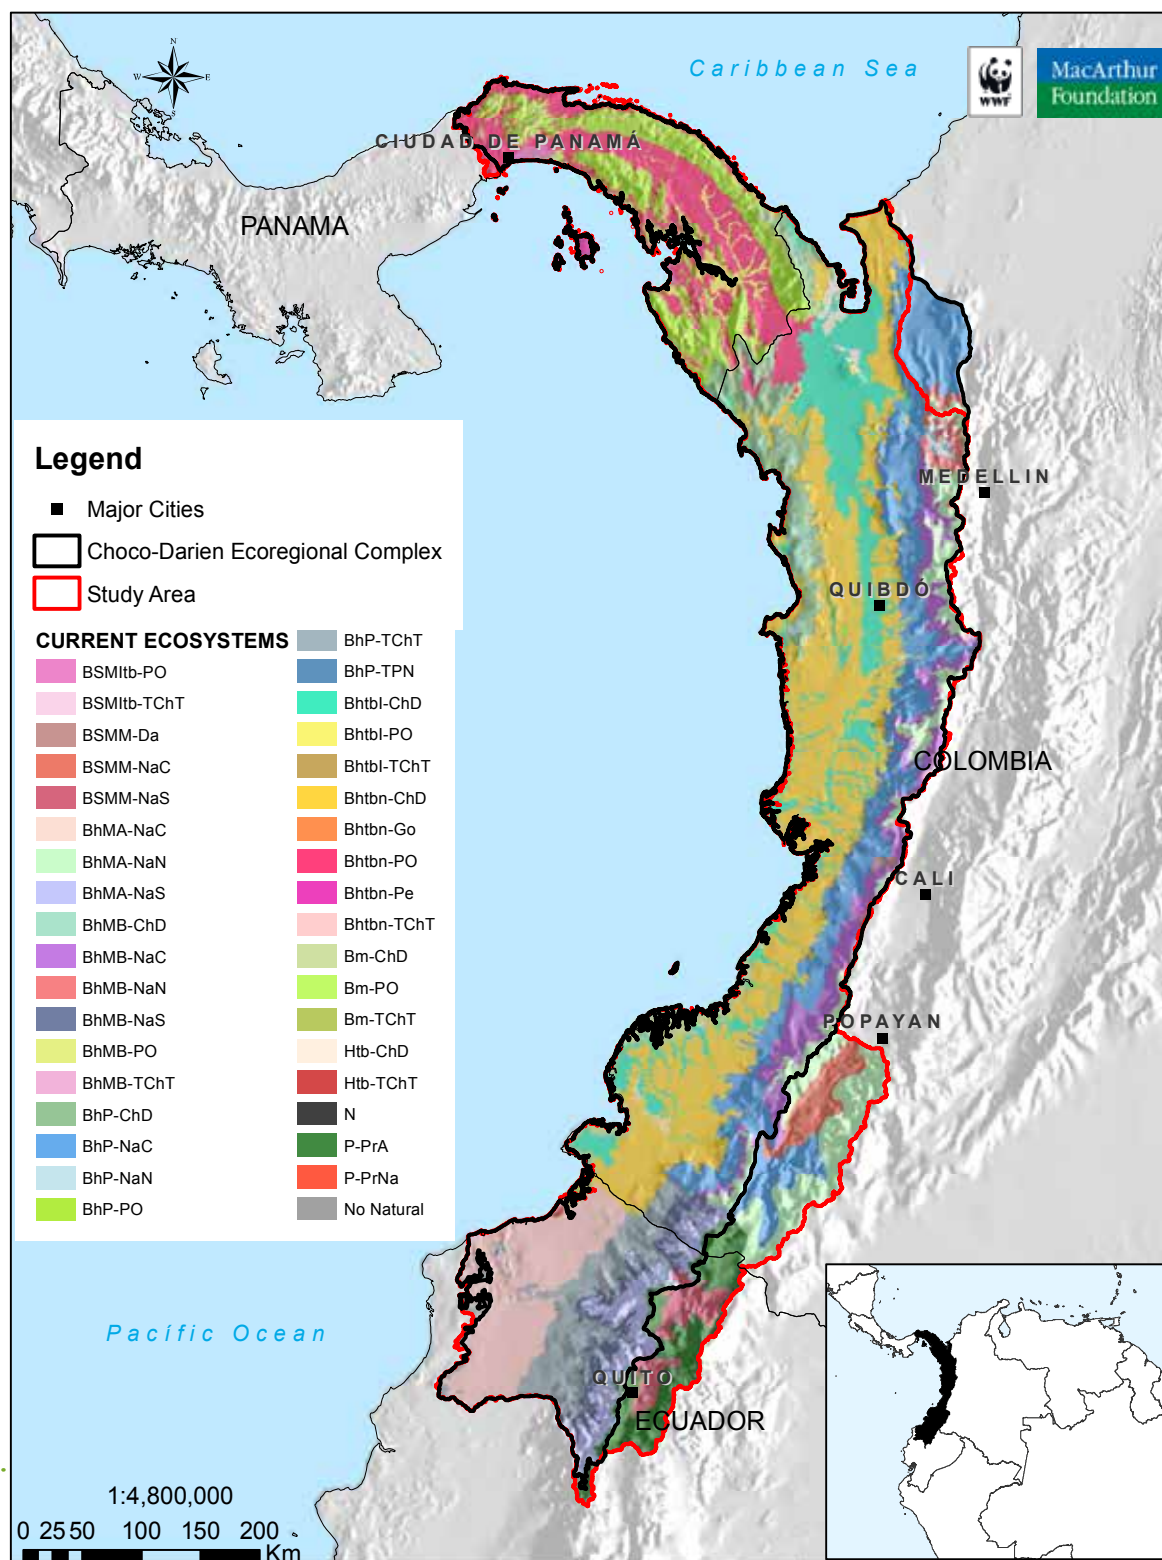 N
W E
S
Caribbean Sea
WWF
MacArthur
Foundation
CIUDAD DE PANAMÁ
PANAMA
MEDELLIN
QUIBDÓ
COLOMBIA
CALI
POPAYAN
QUITO
ECUADOR
Pacífic Ocean
Legend
Major Cities
Choco-Darien Ecoregional Complex
Study Area
CURRENT ECOSYSTEMS
BSMItb-PO
BSMItb-TChT
BSMM-Da
BSMM-NaC
BSMM-NaS
BhMA-NaC
BhMA-NaN
BhMA-NaS
BhMB-ChD
BhMB-NaC
BhMB-NaN
BhMB-NaS
BhMB-PO
BhMB-TChT
BhP-ChD
BhP-NaC
BhP-NaN
BhP-PO
BhP-TChT
BhP-TPN
BhtbI-ChD
BhtbI-PO
BhtbI-TChT
Bhtbn-ChD
Bhtbn-Go
Bhtbn-PO
Bhtbn-Pe
Bhtbn-TChT
Bm-ChD
Bm-PO
Bm-TChT
Htb-ChD
Htb-TChT
N
P-PrA
P-PrNa
No Natural
1:4,800,000
0 25 50 100 150 200
Km